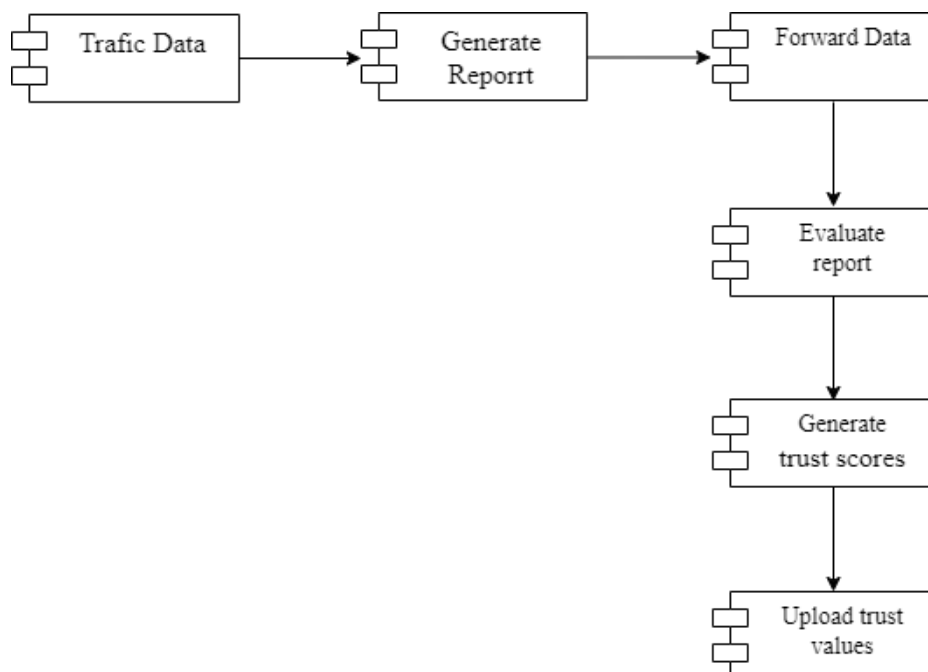 Trafic Data
Generate
Reporrt
Forward Data
Evaluate
report
Generate
trust scores
Upload trust
values